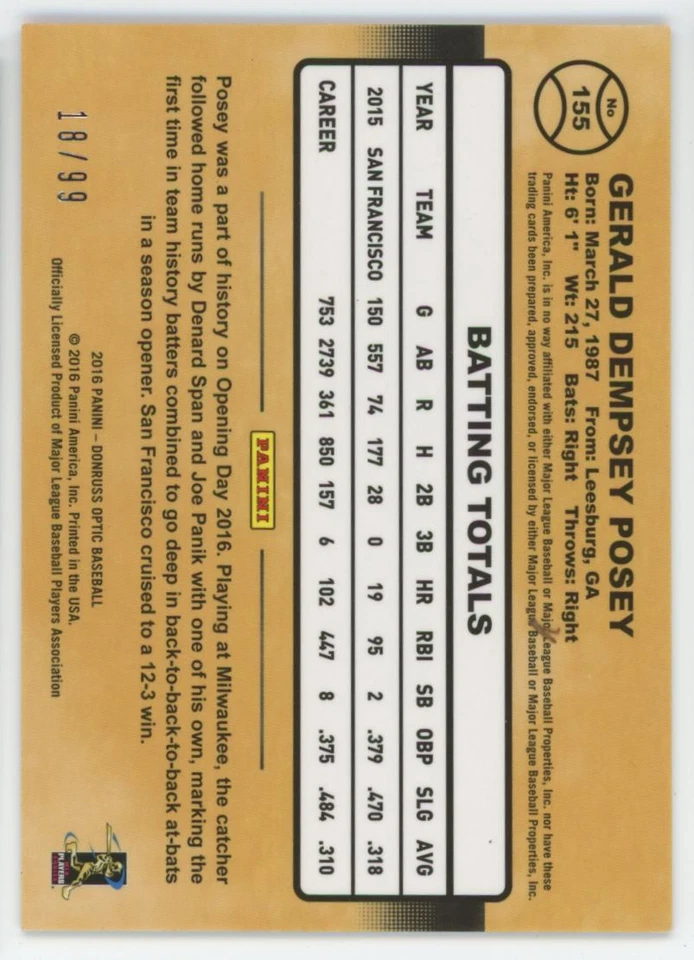 No
155
GERALD DEMPSEY POSEY
Born: March 27, 1987 From: Leesburg, GA
Ht: 6' 1" Wt: 215 Bats: Right Throws: Right
Panini America, Inc. is in no way affiliated with either Major League Baseball or Major League Baseball Properties, Inc. nor have these
trading cards been prepared, approved, endorsed, or licensed by either Major League Baseball or Major League Baseball Properties, Inc.
BATTING TOTALS
YEAR TEAM G AB R H 2B 3B HR RBI SB OBP SLG AVG
2015 SAN FRANCISCO 150 557 74 177 28 0 19 95 2 .379 .470 .318
CAREER 753 2739 361 850 157 6 102 447 8 .375 .484 .310
PANINI
Posey was a part of history on Opening Day 2016. Playing at Milwaukee, the catcher
followed home runs by Denard Span and Joe Panik with one of his own, marking the
first time in team history batters combined to go deep in back-to-back-to-back at-bats
in a season opener. San Francisco cruised to a 12-3 win.
18/99
2016 PANINI – DONRUSS OPTIC BASEBALL
© 2016 Panini America, Inc. Printed in the USA.
Officially Licensed Product of Major League Baseball Players Association
PLAYERS